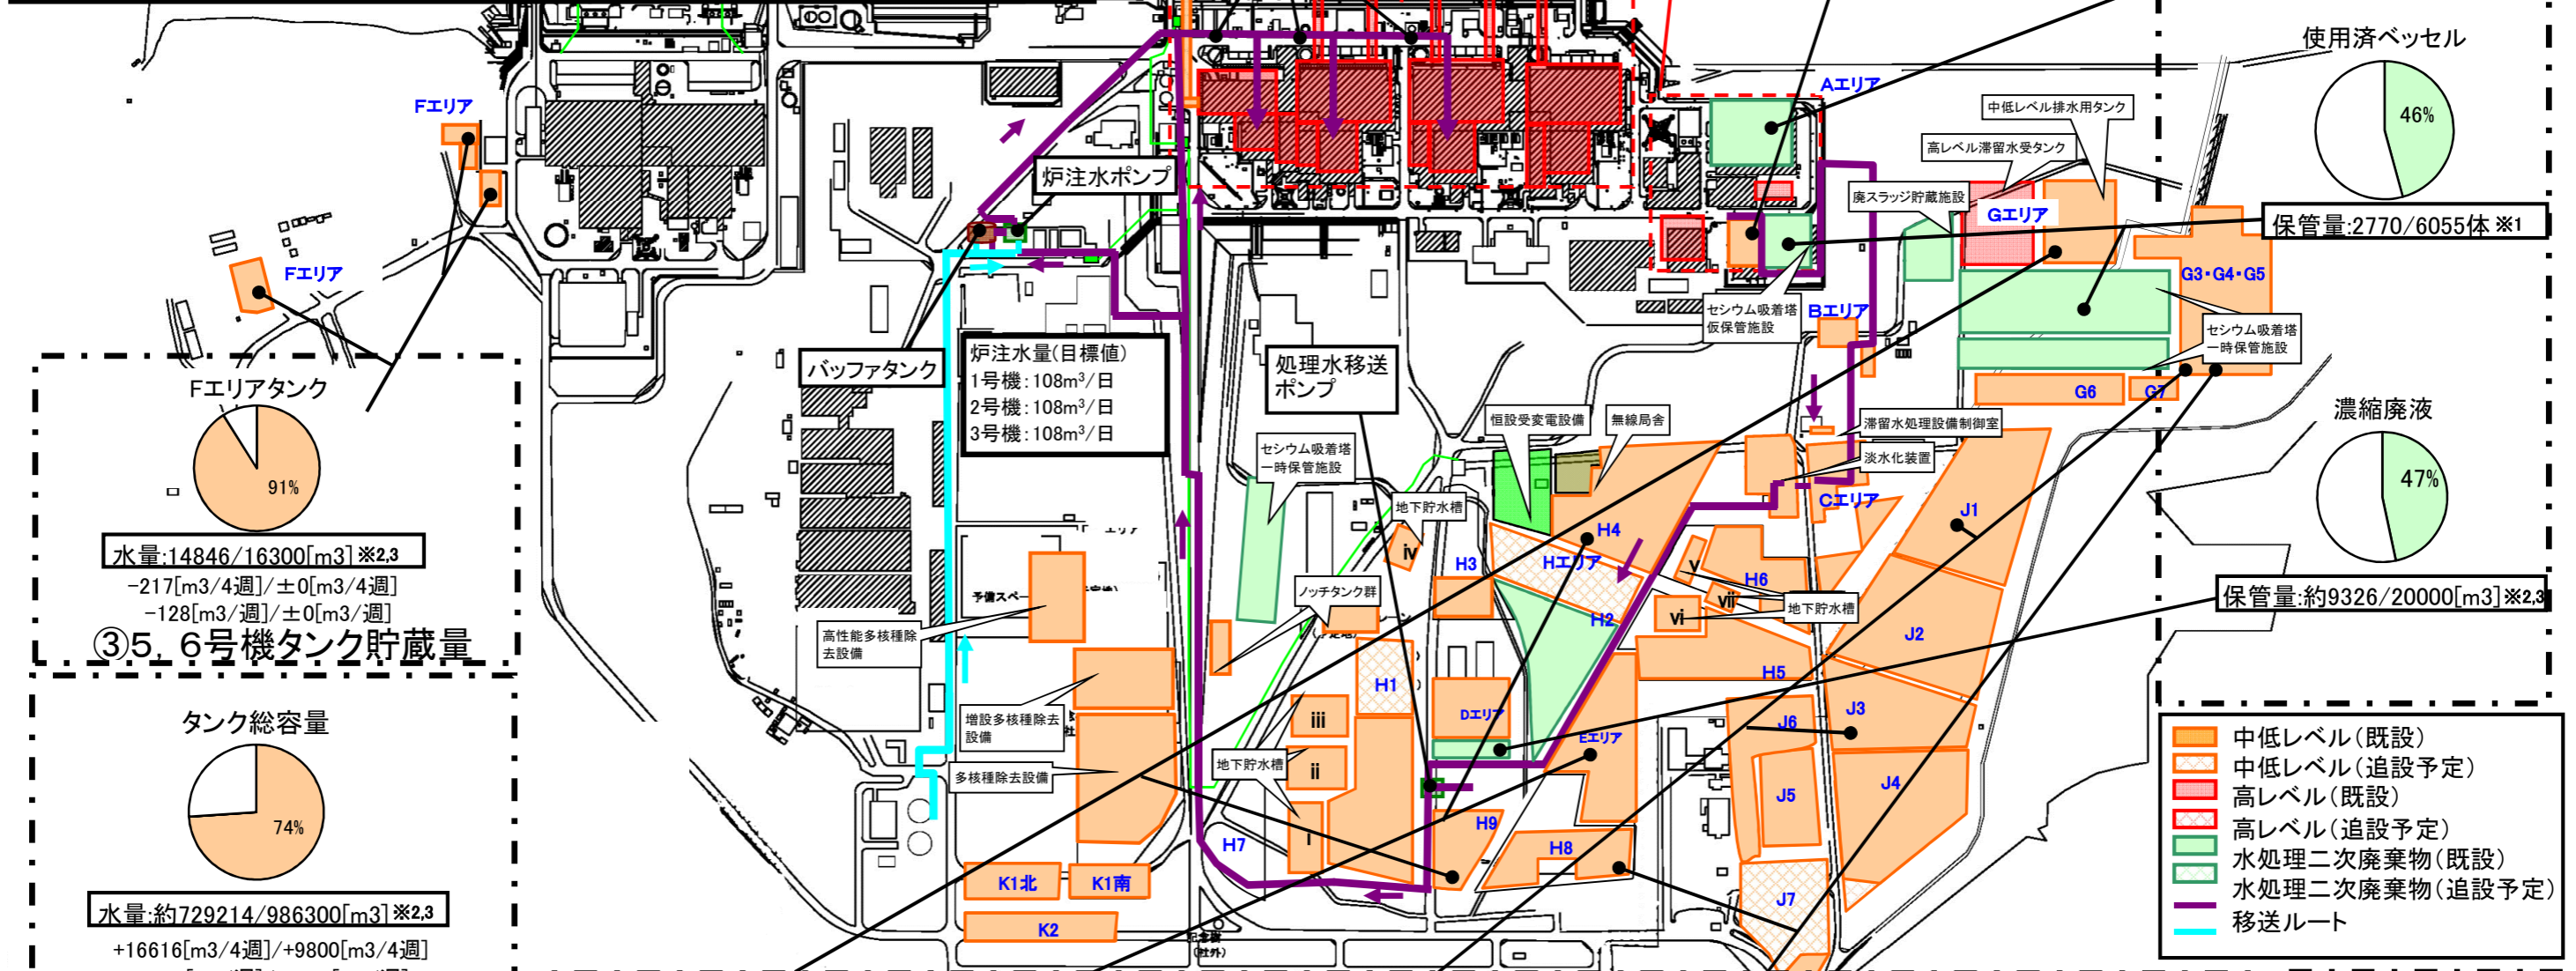 使用済ベッセル
46%
保管量:2770/6055体 ※1
Aエリア
中低レベル排水用タンク
高レベル滞留水受タンク
廃スラッジ貯蔵施設
Gエリア
G3・G4・G5
Fエリア
Fエリア
炉注水ポンプ
バッファタンク
炉注水量(目標値)
1号機:108m³/日
2号機:108m³/日
3号機:108m³/日
処理水移送
ポンプ
セシウム吸着塔
仮保管施設
Bエリア
セシウム吸着塔
一時保管施設
G6
G7
Fエリアタンク
91%
水量:14846/16300[m3]※2,3
-217[m3/4週]/±0[m3/4週]
-128[m3/週]/±0[m3/週]
③5, 6号機タンク貯蔵量
濃縮廃液
47%
保管量:約9326/20000[m3]※2,3
セシウム吸着塔
一時保管施設
恒設受変電設備
無線局舎
滞留水処理設備制御室
淡水化装置
Cエリア
地下貯水槽
iv
H3
H4
Hエリア
H2
v
H6
vii
vi
地下貯水槽
J1
J2
エリア
予備スペー
高性能多核種除
去設備
ノッチタンク群
H1
H5
Dエリア
Eエリア
J6
J3
J5
J4
増設多核種除去
設備
多核種除去設備
地下貯水槽
iii
ii
i
H7
H9
H8
J7
K1北
K1南
K2
記念樹
(社外)
タンク総容量
74%
水量:約729214/986300[m3]※2,3
+16616[m3/4週]/+9800[m3/4週]
中低レベル(既設)
中低レベル(追設予定)
高レベル(既設)
高レベル(追設予定)
水処理二次廃棄物(既設)
水処理二次廃棄物(追設予定)
移送ルート